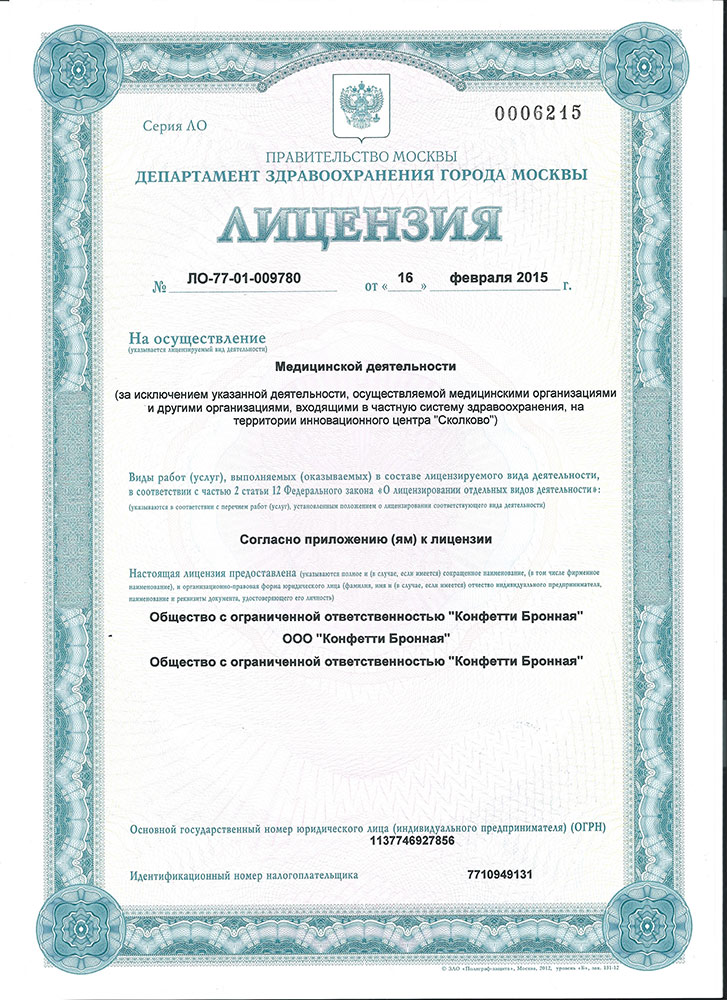 Серия ЛО
0006215
ПРАВИТЕЛЬСТВО МОСКВЫ
ДЕПАРТАМЕНТ ЗДРАВООХРАНЕНИЯ ГОРОДА МОСКВЫ
ЛИЦЕНЗИЯ
№ ЛО-77-01-009780 от «16» февраля 2015 г.
На осуществление
(указывается лицензируемый вид деятельности)
Медицинской деятельности
(за исключением указанной деятельности, осуществляемой медицинскими организациями
и другими организациями, входящими в частную систему здравоохранения, на
территории инновационного центра "Сколково")
Виды работ (услуг), выполняемых (оказываемых) в составе лицензируемого вида деятельности,
в соответствии с частью 2 статьи 12 Федерального закона «О лицензировании отдельных видов деятельности»:
(указываются в соответствии с перечнем работ (услуг), установленным положением о лицензировании соответствующего вида деятельности)
Согласно приложению (ям) к лицензии
Настоящая лицензия предоставлена (указываются полное и (в случае, если имеется) сокращенное наименование, (в том числе фирменное
наименование), и организационно-правовая форма юридического лица (фамилия, имя и (в случае, если имеется) отчество индивидуального предпринимателя,
наименование и реквизиты документа, удостоверяющего его личность)
Общество с ограниченной ответственностью "Конфетти Бронная"
ООО "Конфетти Бронная"
Общество с ограниченной ответственностью "Конфетти Бронная"
Основной государственный номер юридического лица (индивидуального предпринимателя) (ОГРН)
1137746927856
Идентификационный номер налогоплательщика 7710949131
© ЗАО «Полиграф-защита», Москва, 2012, уровень «Б», зак. 131-12